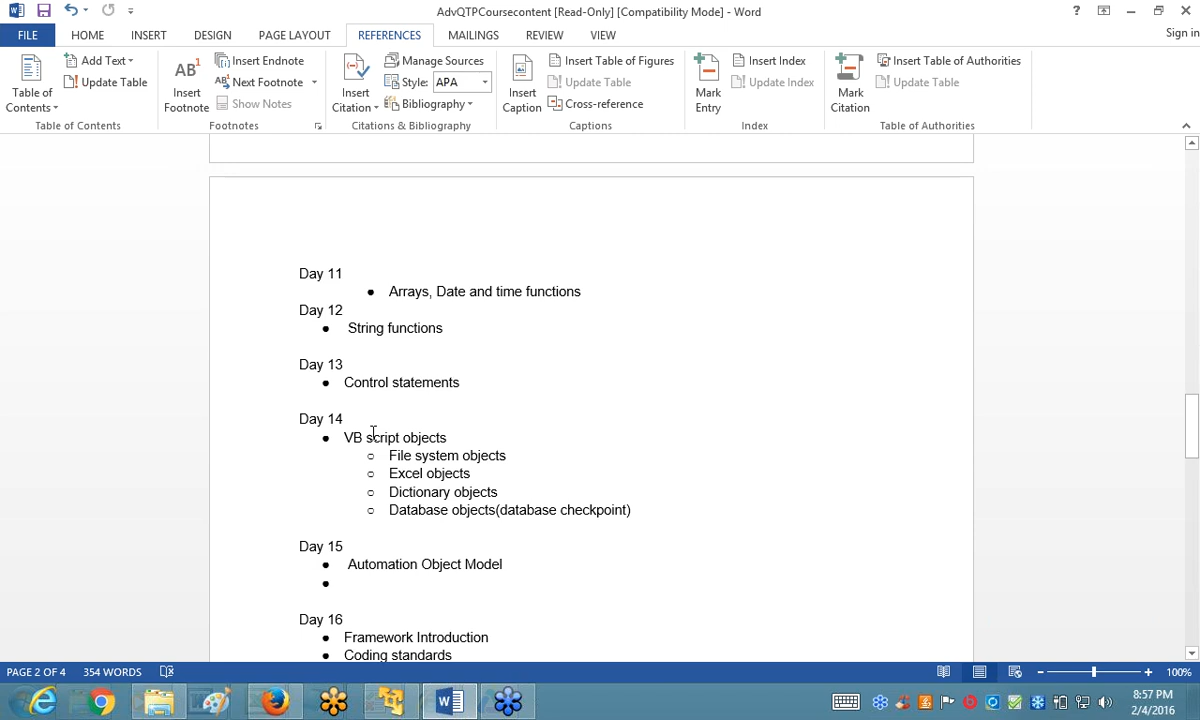 AdvQTPCoursecontent [Read-Only] [Compatibility Mode] - Word
?
Sign in
FILE HOME INSERT DESIGN PAGE LAYOUT REFERENCES MAILINGS REVIEW VIEW
Table of Contents
Add Text
Update Table
Table of Contents
AB1
Insert Footnote
Insert Endnote
AB1 Next Footnote
Show Notes
Footnotes
Insert Citation
Manage Sources
Style: APA
Bibliography
Citations & Bibliography
Insert Caption
Insert Table of Figures
Update Table
Cross-reference
Captions
Mark Entry
Insert Index
Update Index
Index
Mark Citation
Insert Table of Authorities
Update Table
Table of Authorities
Day 11
● Arrays, Date and time functions
Day 12
● String functions
Day 13
● Control statements
Day 14
● VB script objects
○ File system objects
○ Excel objects
○ Dictionary objects
○ Database objects(database checkpoint)
Day 15
● Automation Object Model
●
Day 16
● Framework Introduction
● Coding standards
PAGE 2 OF 4 354 WORDS 100%
8:57 PM
2/4/2016